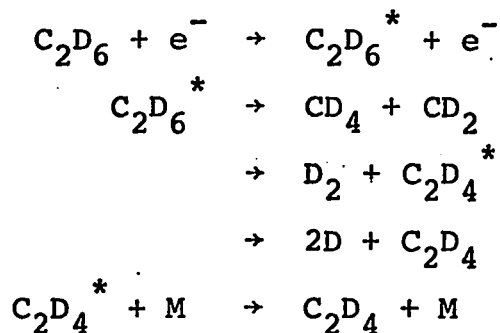 C₂D₆ + e⁻ → C₂D₆* + e⁻
C₂D₆* → CD₄ + CD₂
→ D₂ + C₂D₄*
→ 2D + C₂D₄
C₂D₄* + M → C₂D₄ + M